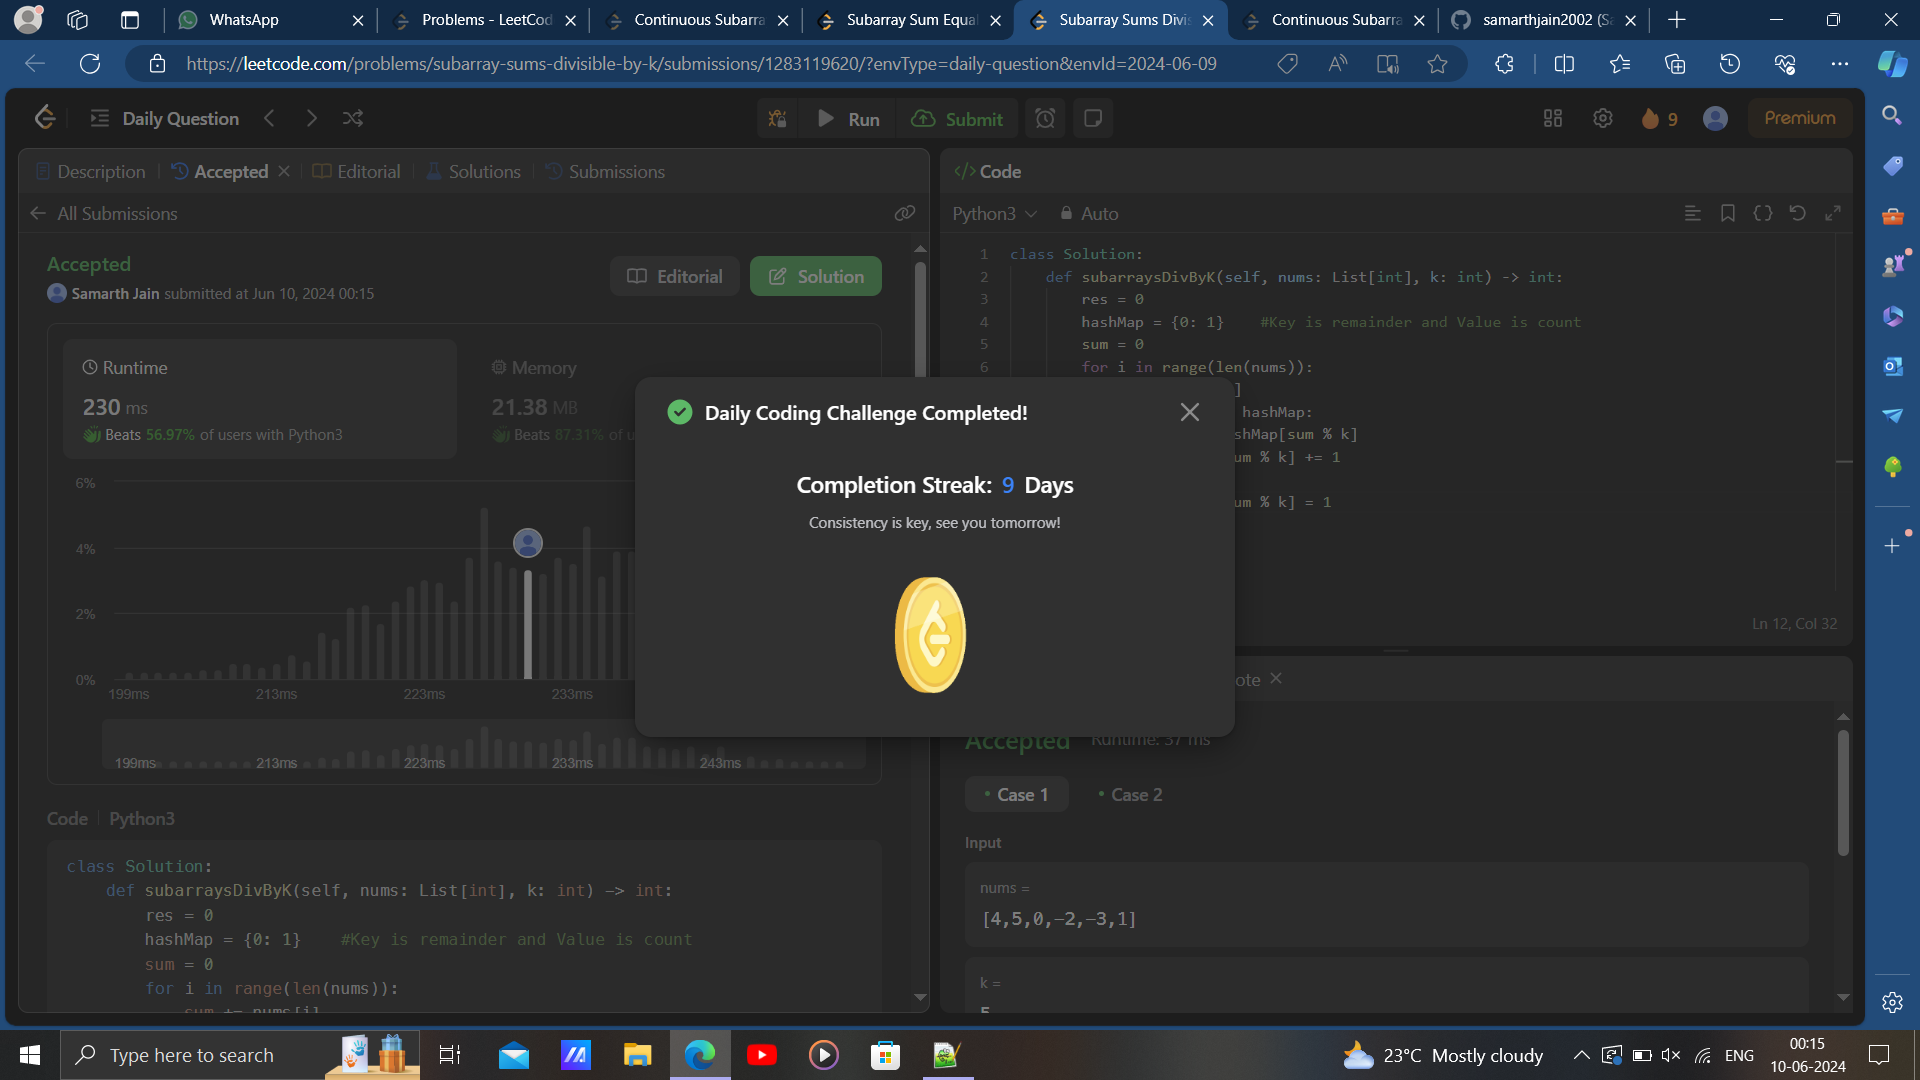 WhatsApp
Problems - LeetCod
Continuous Subarra
Subarray Sum Equal
Subarray Sums Divis
Continuous Subarra
samarthjain2002 (Sa
https://leetcode.com/problems/subarray-sums-divisible-by-k/submissions/1283119620/?envType=daily-question&envId=2024-06-09
Daily Question
Run
Submit
9
Premium
Description
Accepted
Editorial
Solutions
Submissions
All Submissions
Accepted
Samarth Jain submitted at Jun 10, 2024 00:15
Editorial
Solution
Runtime
230 ms
Beats 56.97% of users with Python3
Memory
21.38 MB
Beats 87.31% of u
6%
4%
2%
0%
199ms
213ms
223ms
233ms
199ms
213ms
223ms
233ms
243ms
Code
Python3
class Solution:
def subarraysDivByK(self, nums: List[int], k: int) -> int:
res = 0
hashMap = {0: 1} #Key is remainder and Value is count
sum = 0
for i in range(len(nums)):
sum += nums[i]
Daily Coding Challenge Completed!
Completion Streak: 9 Days
Consistency is key, see you tomorrow!
</> Code
Python3
Auto
1 class Solution:
2 def subarraysDivByK(self, nums: List[int], k: int) -> int:
3 res = 0
4 hashMap = {0: 1} #Key is remainder and Value is count
5 sum = 0
6 for i in range(len(nums)):
]
hashMap:
shMap[sum % k]
um % k] += 1
um % k] = 1
Ln 12, Col 32
ote
Accepted
Runtime: 37 ms
Case 1
Case 2
Input
nums =
[4,5,0,-2,-3,1]
k =
5
Type here to search
23°C Mostly cloudy
ENG
00:15
10-06-2024